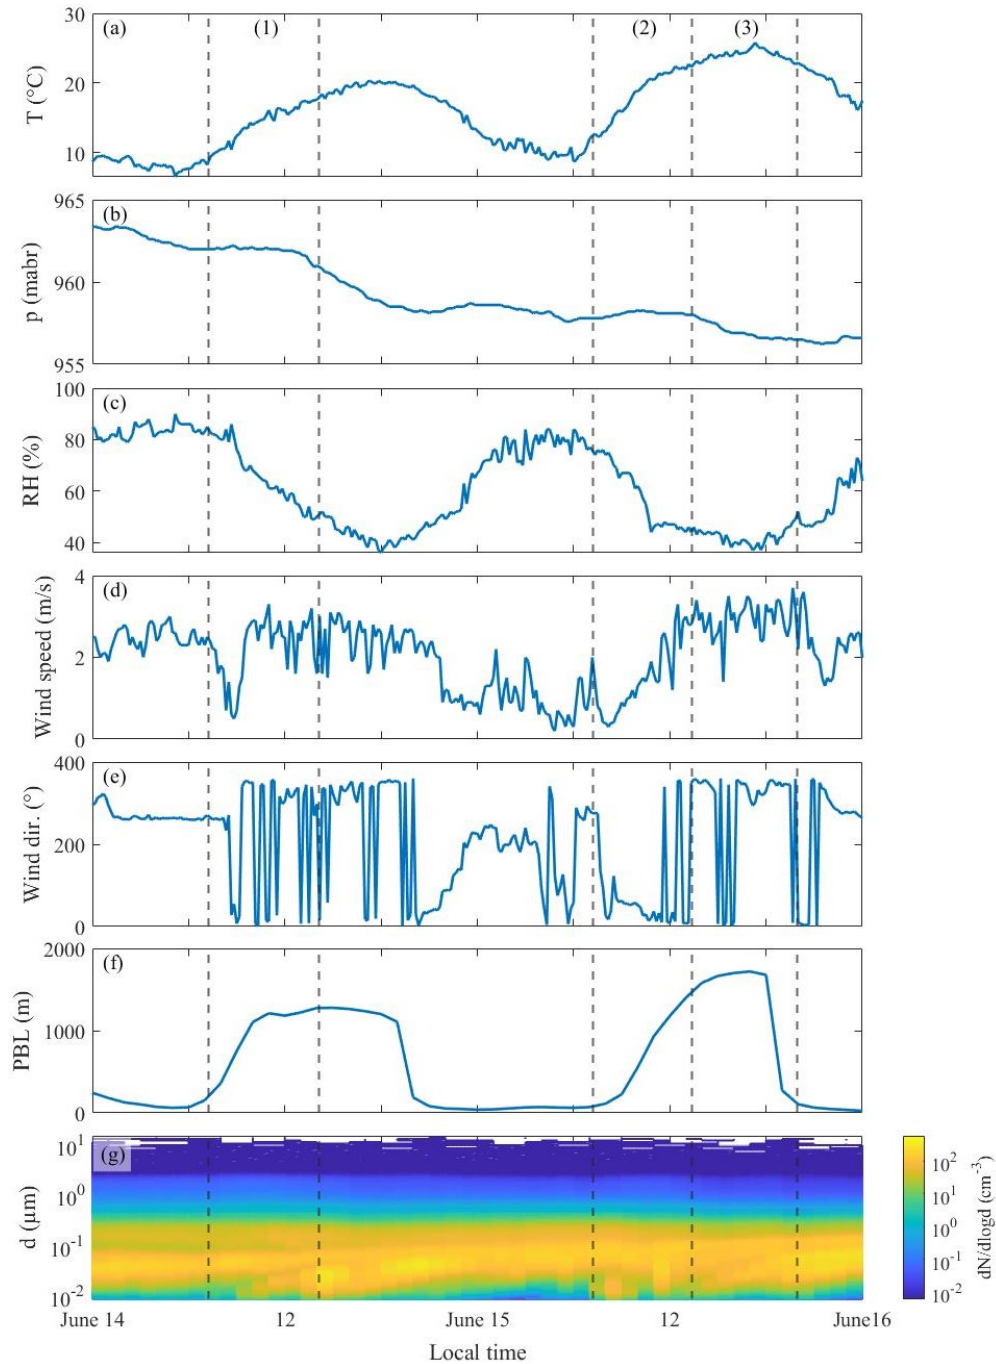 (a) (1) (2) (3)
30
20
10
T (°C)
(b)
965
960
955
p (mabr)
(c)
100
80
60
40
RH (%)
(d)
4
2
0
Wind speed (m/s)
(e)
400
200
0
Wind dir. (°)
(f)
2000
1000
0
PBL (m)
(g)
10¹
10⁰
10⁻¹
10⁻²
d (μm)
10²
10¹
10⁰
10⁻¹
10⁻²
dN/dlogd (cm⁻³)
June 14 12 June 15 12 June16
Local time